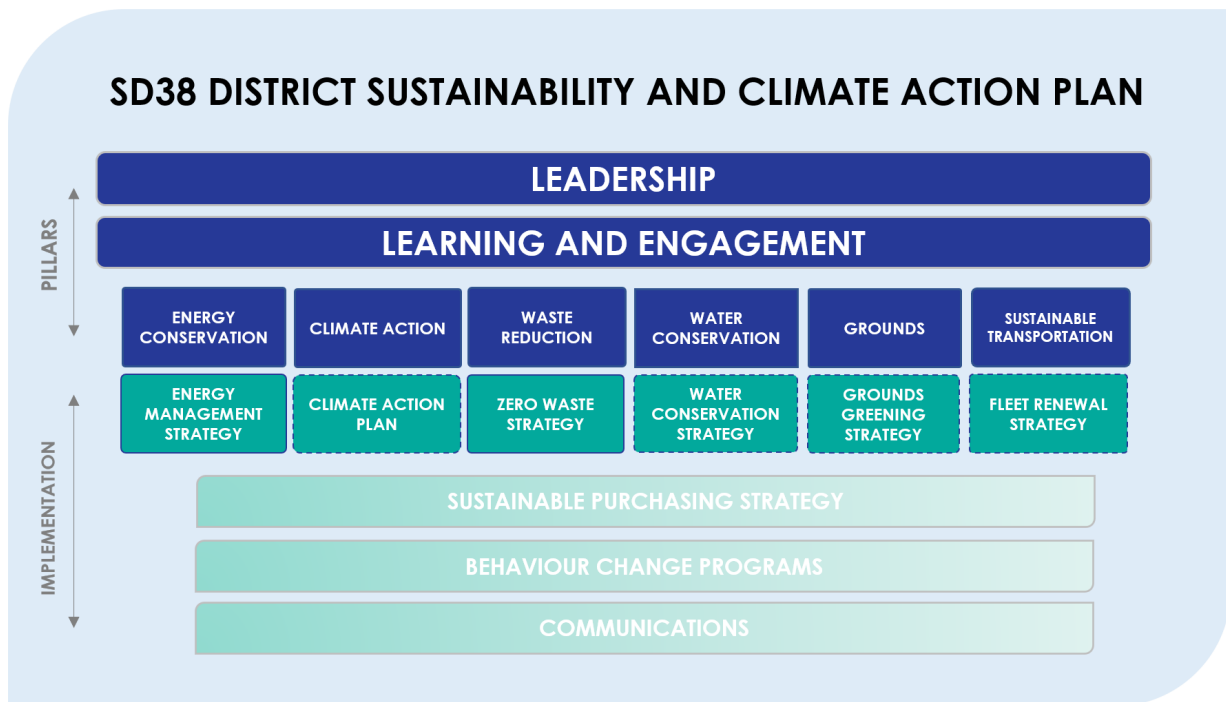 SD38 DISTRICT SUSTAINABILITY AND CLIMATE ACTION PLAN
PILLARS
LEADERSHIP
LEARNING AND ENGAGEMENT
ENERGY
CONSERVATION
CLIMATE ACTION
WASTE
REDUCTION
WATER
CONSERVATION
GROUNDS
SUSTAINABLE
TRANSPORTATION
IMPLEMENTATION
ENERGY
MANAGEMENT
STRATEGY
CLIMATE ACTION
PLAN
ZERO WASTE
STRATEGY
WATER
CONSERVATION
STRATEGY
GROUNDS
GREENING
STRATEGY
FLEET RENEWAL
STRATEGY
SUSTAINABLE PURCHASING STRATEGY
BEHAVIOUR CHANGE PROGRAMS
COMMUNICATIONS